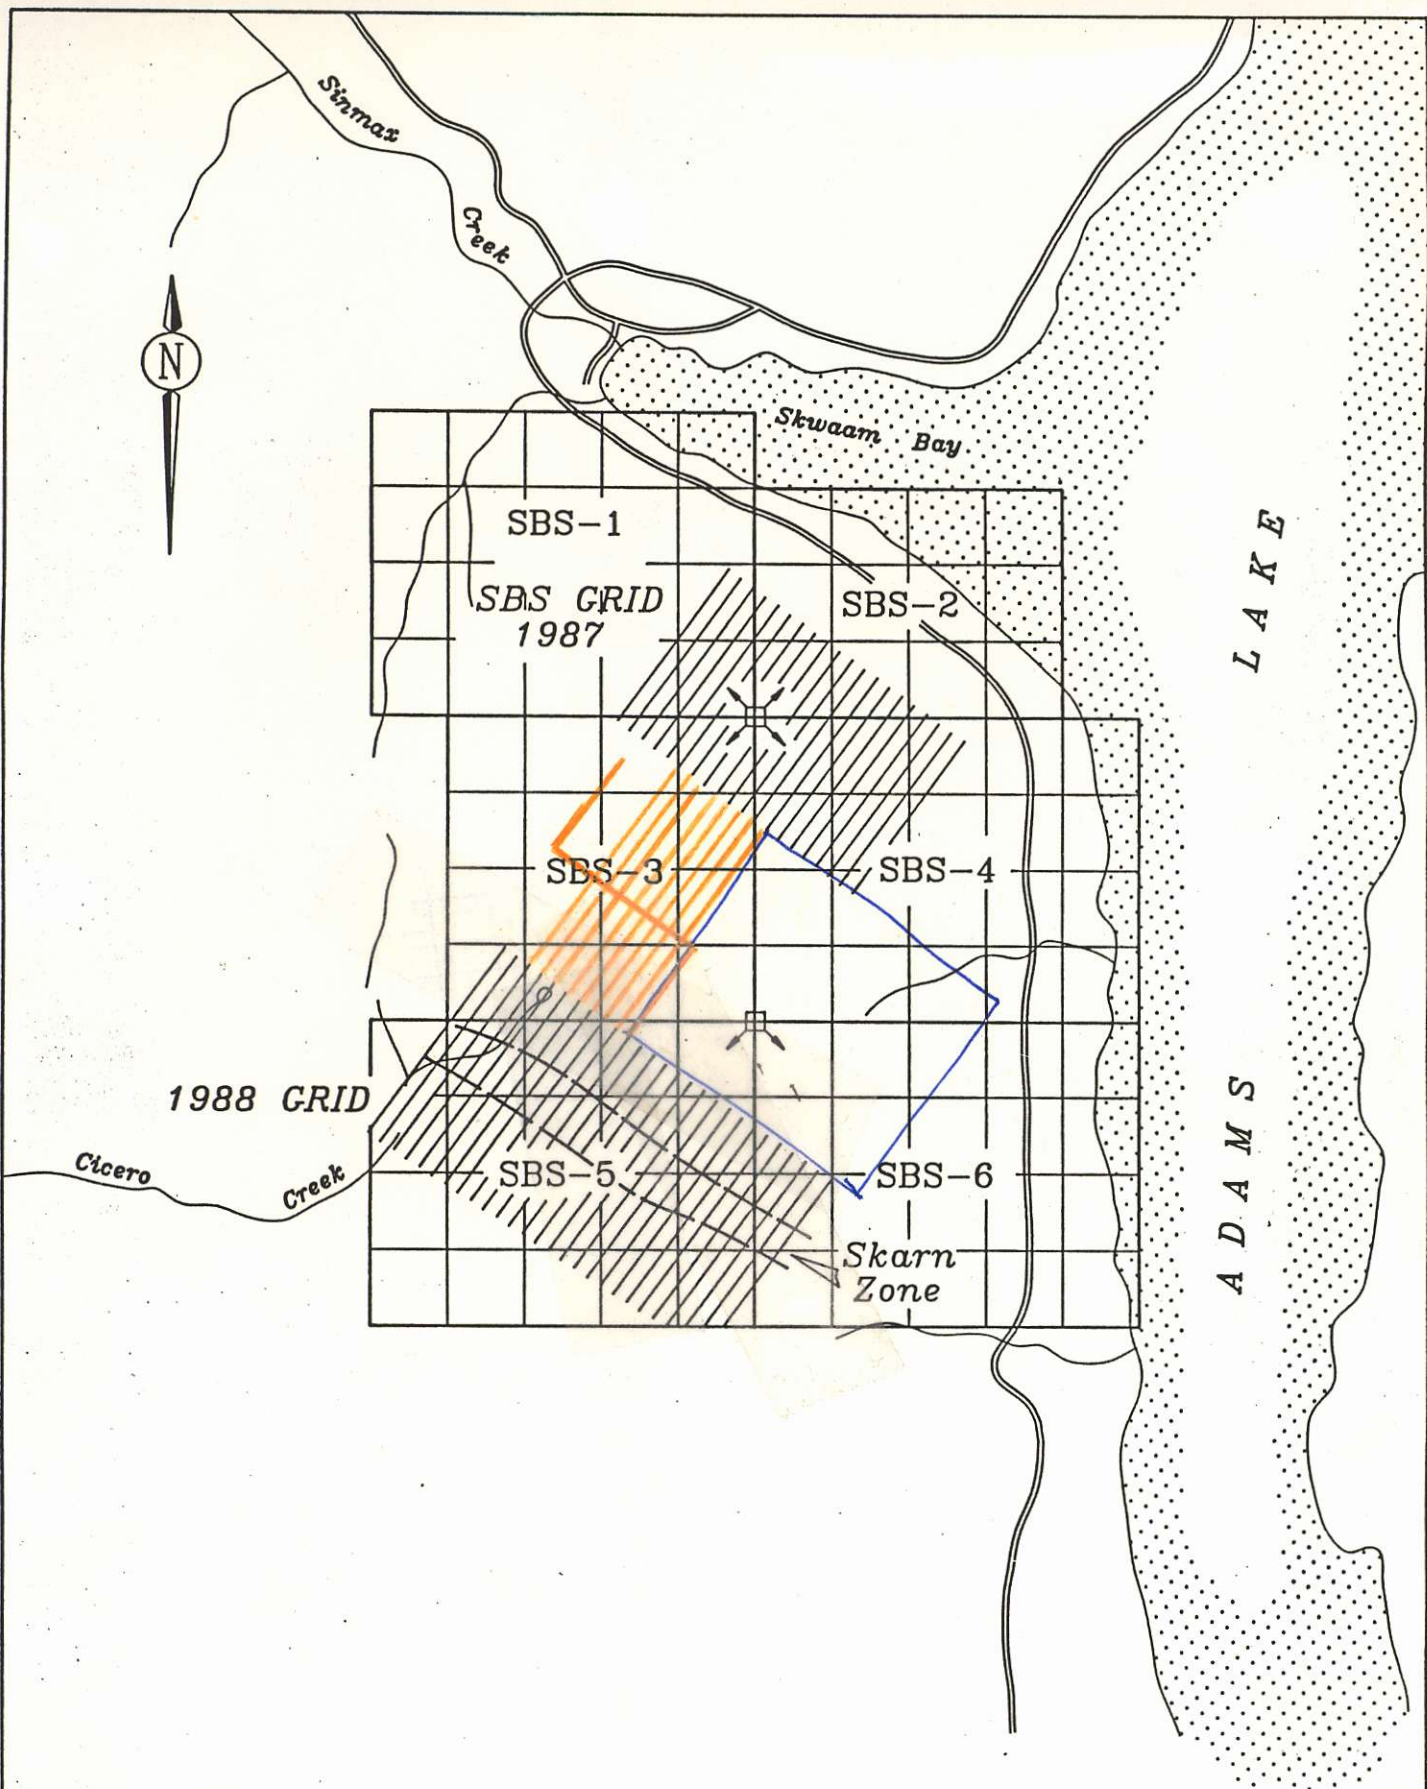 Sinmax
Creek
N
Skwaam Bay
SBS-1
SBS GRID
1987
SBS-2
LAKE
SBS-3
SBS-4
1988 GRID
ADAMS
Cicero
Creek
SBS-5
SBS-6
Skarn
Zone